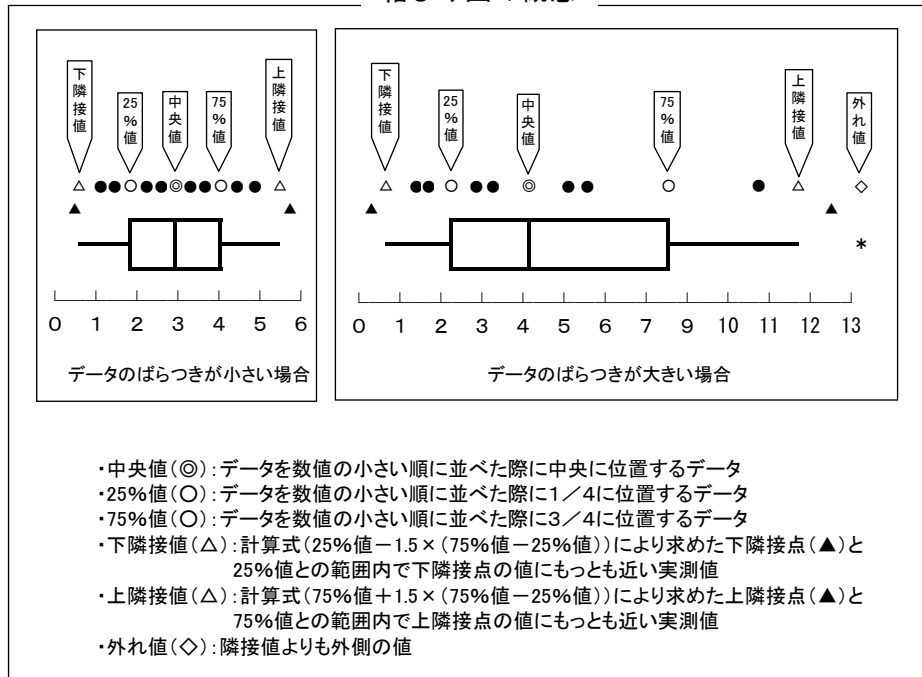 下隣接値
25%値
中央値
75%値
上隣接値
0 1 2 3 4 5 6
データのばらつきが小さい場合
下隣接値
25%値
中央値
75%値
上隣接値
外れ値
*
0 1 2 3 4 5 6 7 8 9 10 11 12 13
データのばらつきが大きい場合
・中央値(◎):データを数値の小さい順に並べた際に中央に位置するデータ
・25%値(○):データを数値の小さい順に並べた際に1/4に位置するデータ
・75%値(○):データを数値の小さい順に並べた際に3/4に位置するデータ
・下隣接値(△):計算式(25%値-1.5×(75%値-25%値))により求めた下隣接点(▲)と
25%値との範囲内で下隣接点の値にもっとも近い実測値
・上隣接値(△):計算式(75%値+1.5×(75%値-25%値))により求めた上隣接点(▲)と
75%値との範囲内で上隣接点の値にもっとも近い実測値
・外れ値(◇):隣接値よりも外側の値